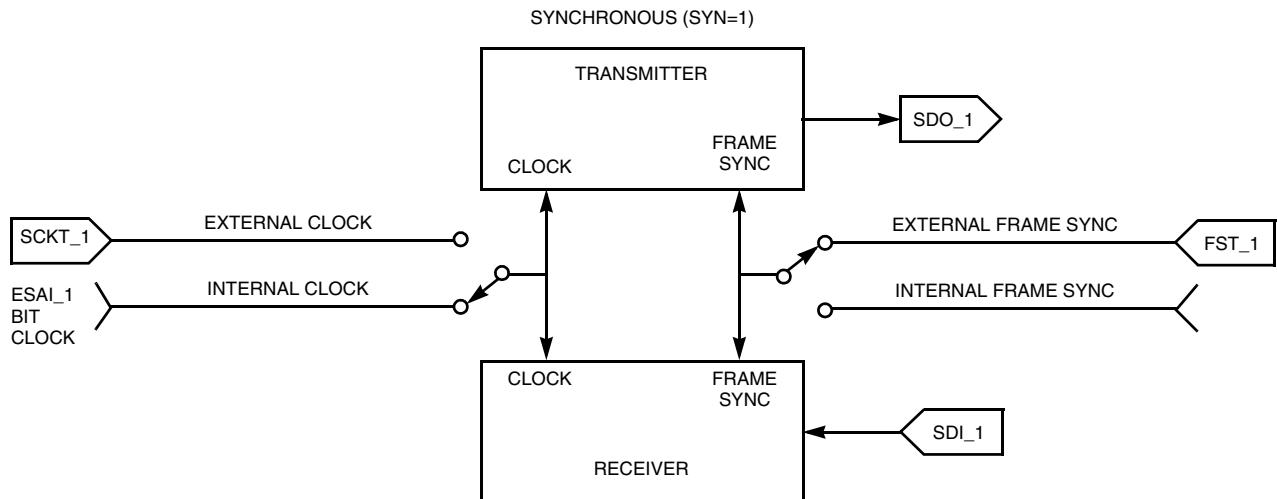 SYNCHRONOUS (SYN=1)
TRANSMITTER
SDO_1
CLOCK
FRAME
SYNC
SCKT_1
EXTERNAL CLOCK
EXTERNAL FRAME SYNC
FST_1
ESAI_1
BIT
CLOCK
INTERNAL CLOCK
INTERNAL FRAME SYNC
CLOCK
FRAME
SYNC
SDI_1
RECEIVER